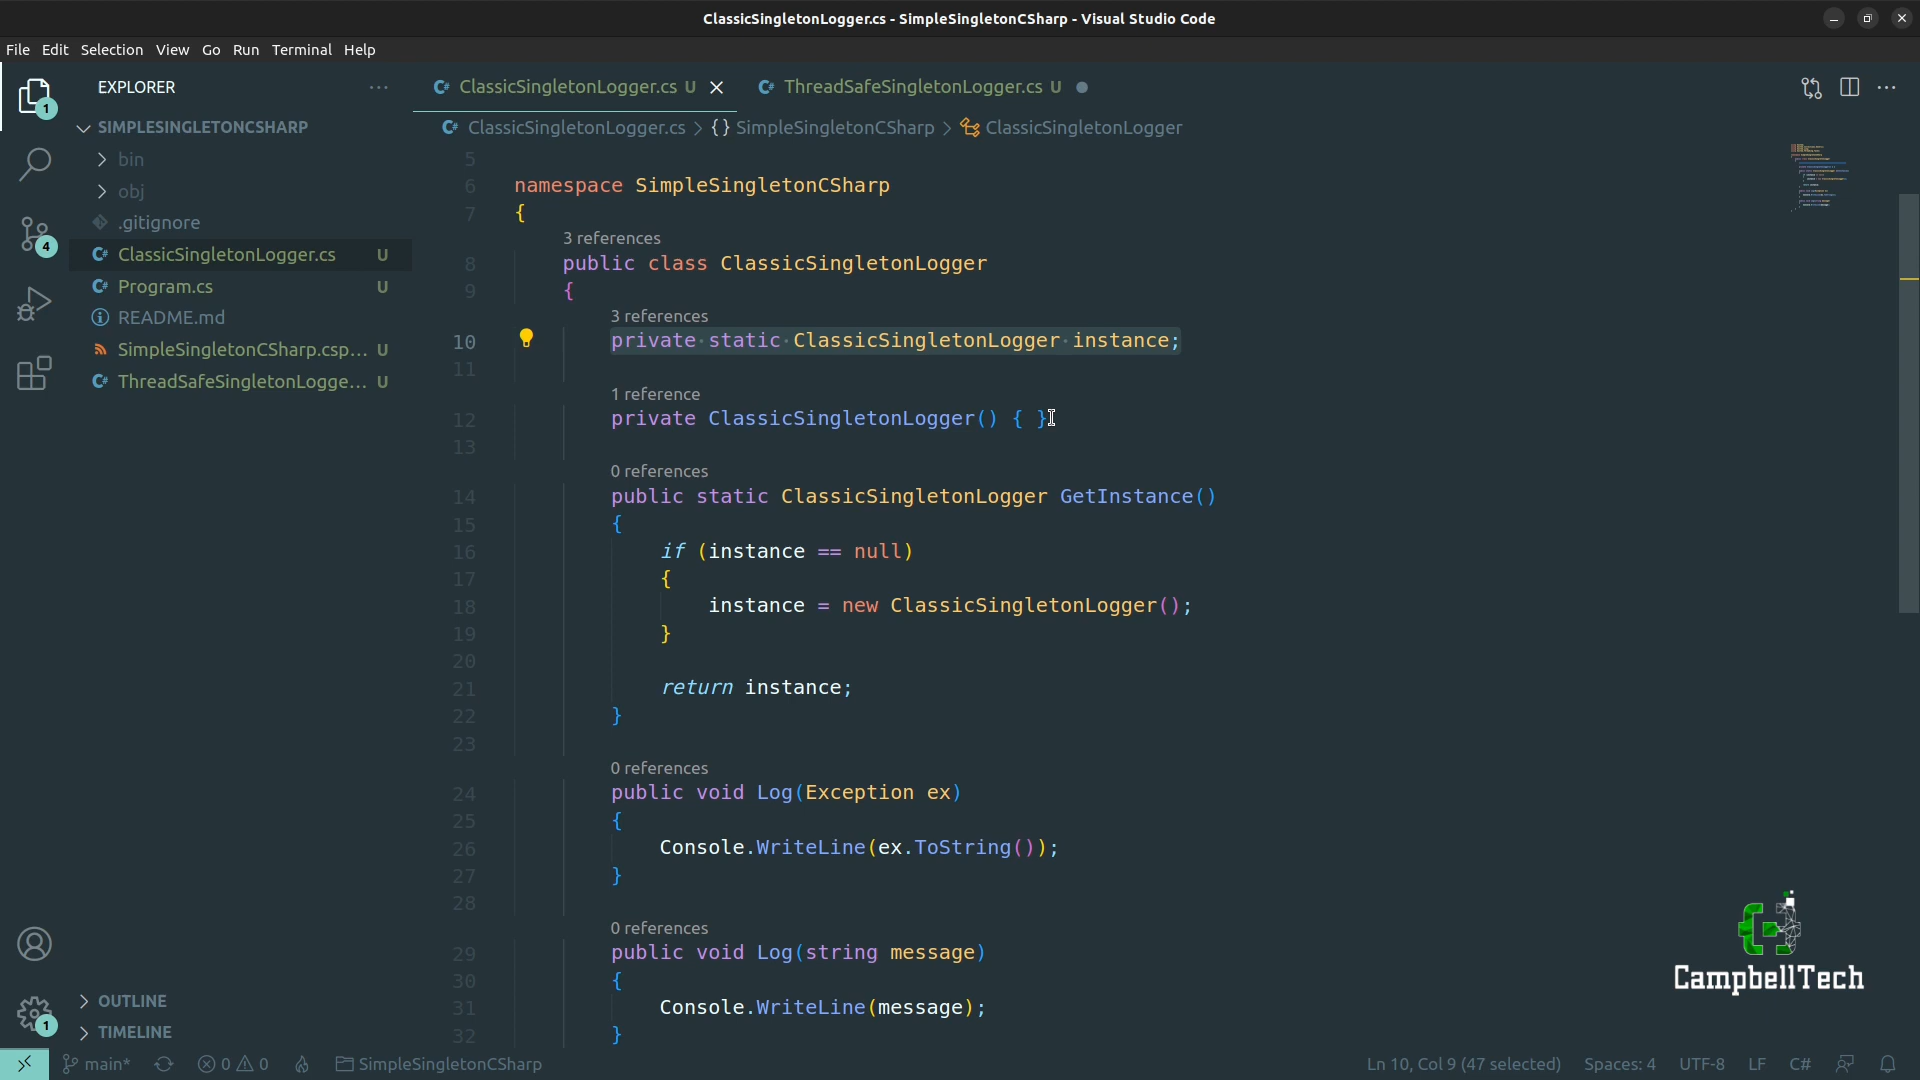 ClassicSingletonLogger.cs - SimpleSingletonCSharp - Visual Studio Code
File Edit Selection View Go Run Terminal Help
EXPLORER
SIMPLESINGLETONCSHARP
bin
obj
.gitignore
ClassicSingletonLogger.cs U
Program.cs U
README.md
SimpleSingletonCSharp.csp... U
ThreadSafeSingletonLogge... U
OUTLINE
TIMELINE
1
4
1
ClassicSingletonLogger.cs U ThreadSafeSingletonLogger.cs U
ClassicSingletonLogger.cs > {} SimpleSingletonCSharp > ClassicSingletonLogger
5
6 namespace SimpleSingletonCSharp
7 {
3 references
8 public class ClassicSingletonLogger
9 {
3 references
10 private static ClassicSingletonLogger instance;
11
1 reference
12 private ClassicSingletonLogger() { }
13
0 references
14 public static ClassicSingletonLogger GetInstance()
15 {
16 if (instance == null)
17 {
18 instance = new ClassicSingletonLogger();
19 }
20
21 return instance;
22 }
23
0 references
24 public void Log(Exception ex)
25 {
26 Console.WriteLine(ex.ToString());
27 }
28
0 references
29 public void Log(string message)
30 {
31 Console.WriteLine(message);
32 }
CampbellTech
main* 0 0 SimpleSingletonCSharp Ln 10, Col 9 (47 selected) Spaces: 4 UTF-8 LF C#